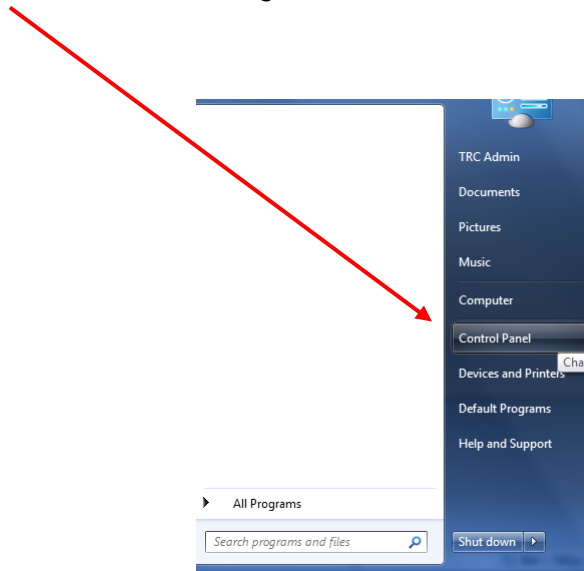 TRC Admin
Documents
Pictures
Music
Computer
Control Panel
Cha
Devices and Printers
Default Programs
Help and Support
All Programs
Search programs and files
Shut down